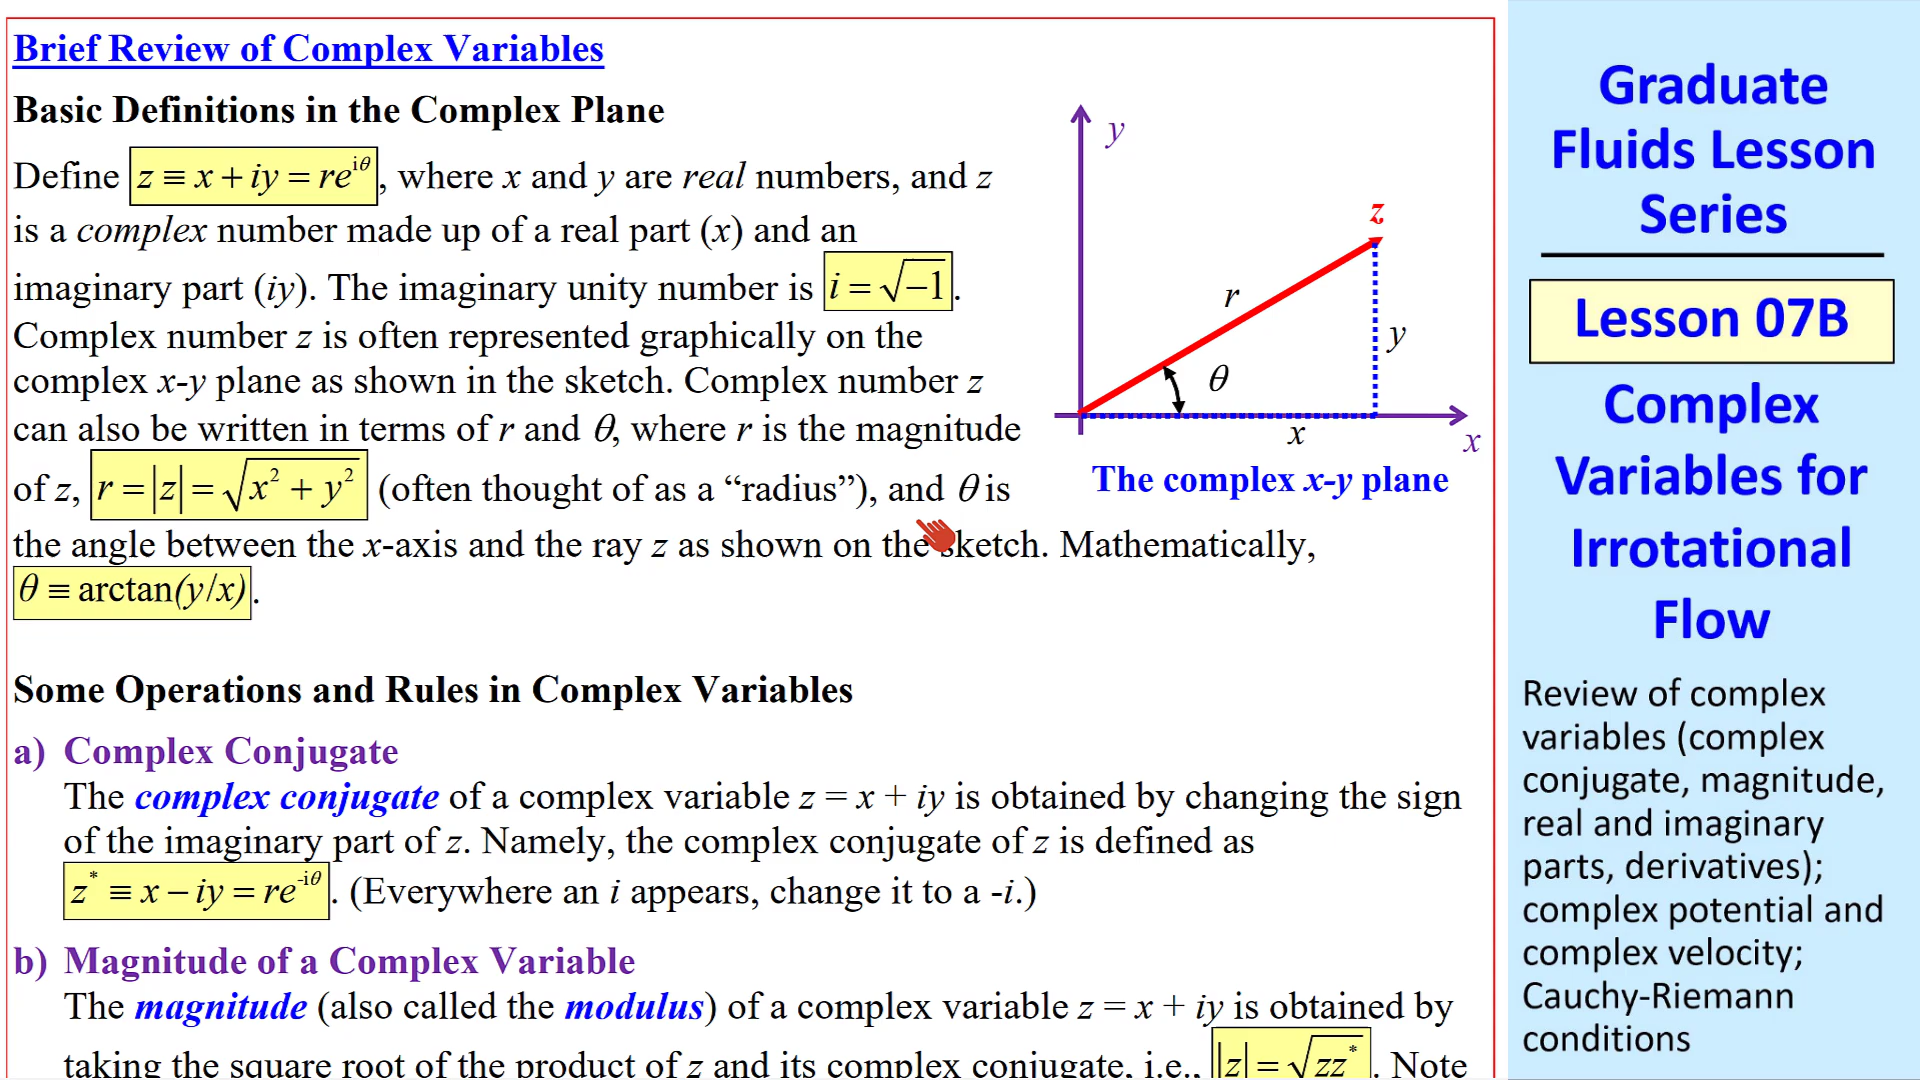 Brief Review of Complex Variables
Basic Definitions in the Complex Plane
Define z ≡ x + iy = re^{iθ}, where x and y are real numbers, and z
is a complex number made up of a real part (x) and an
imaginary part (iy). The imaginary unity number is i = √−1.
Complex number z is often represented graphically on the
complex x-y plane as shown in the sketch. Complex number z
can also be written in terms of r and θ, where r is the magnitude
of z, r = |z| = √(x² + y²) (often thought of as a “radius”), and θ is
the angle between the x-axis and the ray z as shown on the sketch. Mathematically,
θ ≡ arctan(y/x).
y
z
r
y
θ
x
x
The complex x-y plane
Some Operations and Rules in Complex Variables
a) Complex Conjugate
The complex conjugate of a complex variable z = x + iy is obtained by changing the sign
of the imaginary part of z. Namely, the complex conjugate of z is defined as
z* ≡ x − iy = re^{-iθ}. (Everywhere an i appears, change it to a -i.)
b) Magnitude of a Complex Variable
The magnitude (also called the modulus) of a complex variable z = x + iy is obtained by
taking the square root of the product of z and its complex conjugate, i.e., |z| = √(zz*). Note
Graduate
Fluids Lesson
Series
Lesson 07B
Complex
Variables for
Irrotational
Flow
Review of complex
variables (complex
conjugate, magnitude,
real and imaginary
parts, derivatives);
complex potential and
complex velocity;
Cauchy-Riemann
conditions